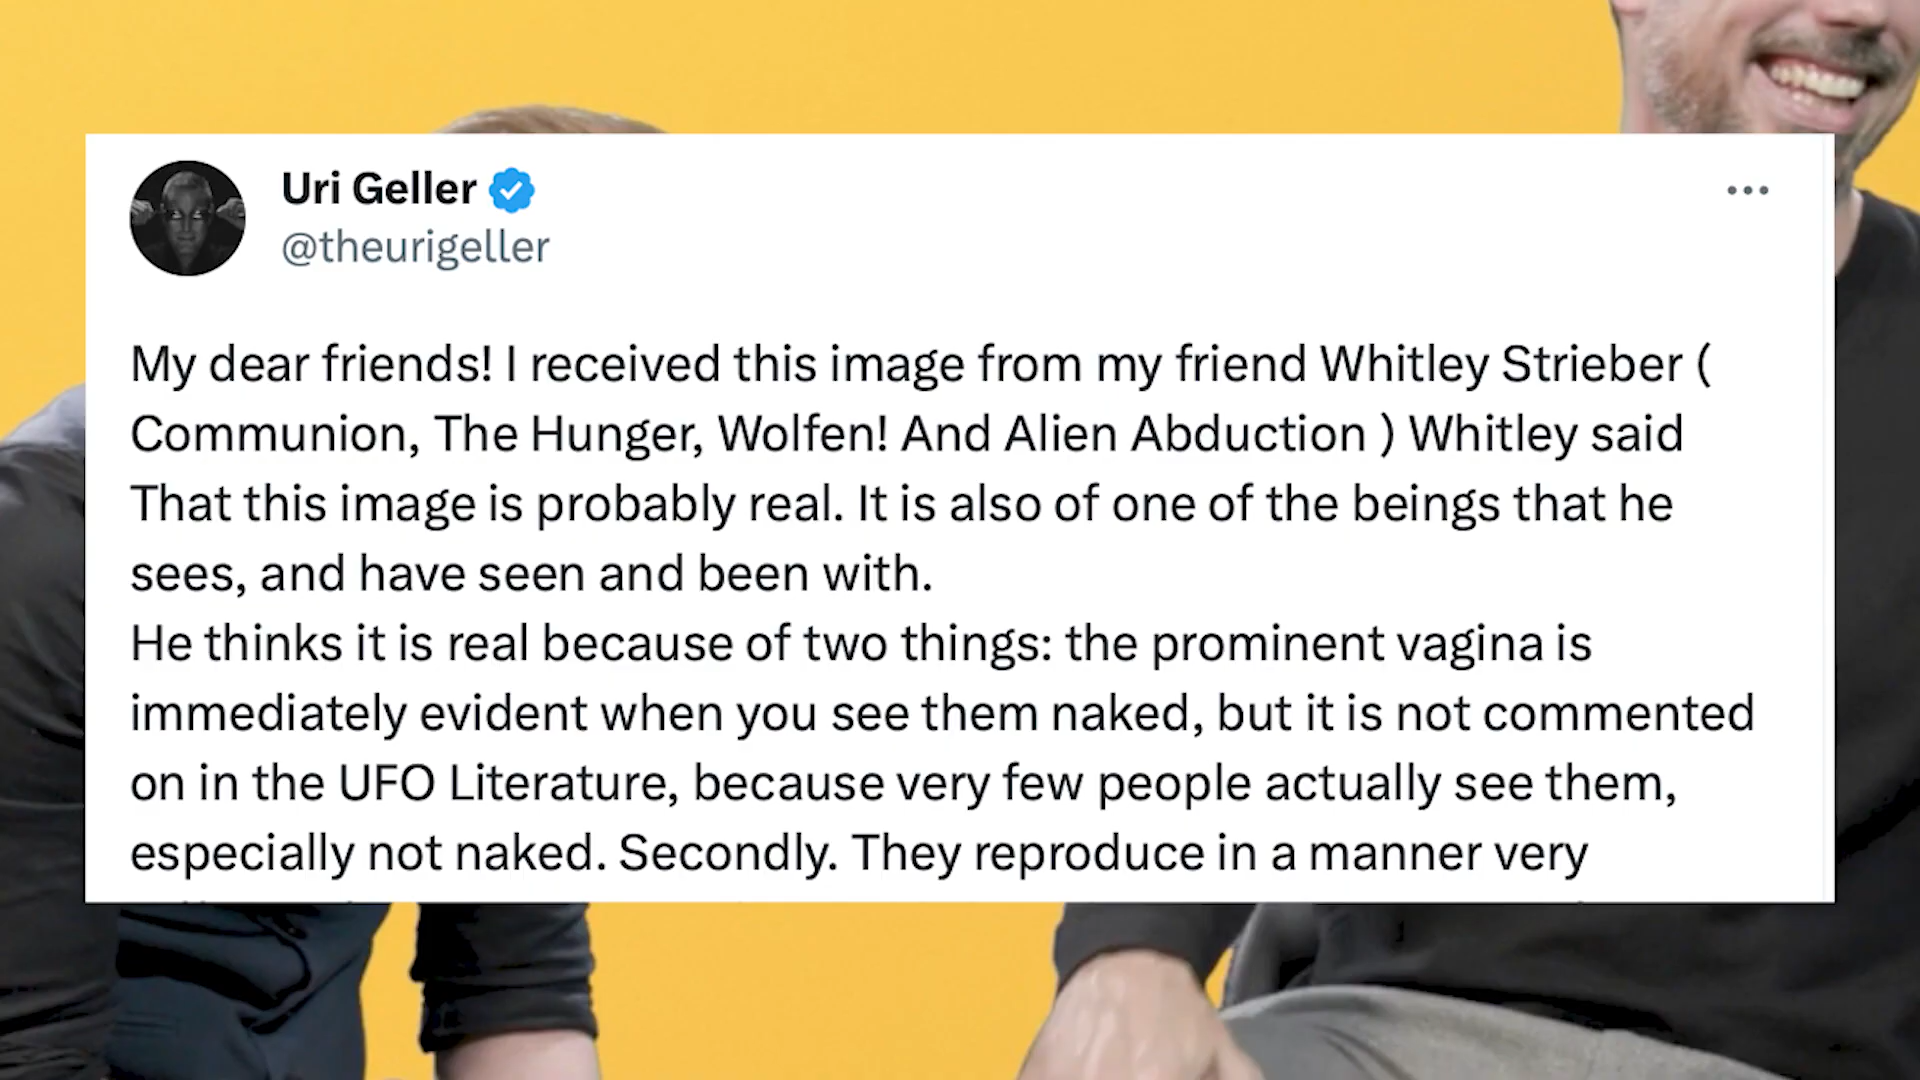 Uri Geller
@theurigeller
My dear friends! I received this image from my friend Whitley Strieber (
Communion, The Hunger, Wolfen! And Alien Abduction ) Whitley said
That this image is probably real. It is also of one of the beings that he
sees, and have seen and been with.
He thinks it is real because of two things: the prominent vagina is
immediately evident when you see them naked, but it is not commented
on in the UFO Literature, because very few people actually see them,
especially not naked. Secondly. They reproduce in a manner very